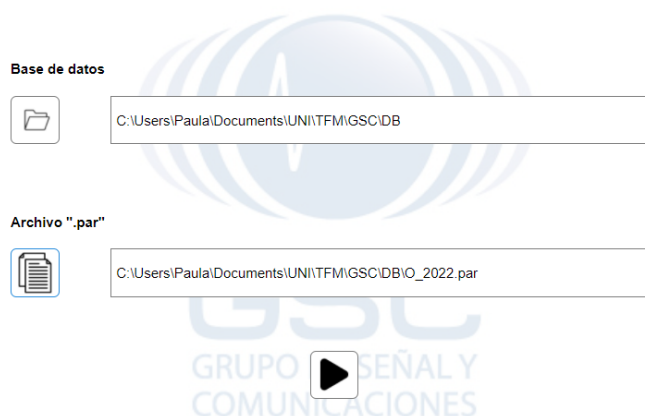 Base de datos
C:\Users\Paula\Documents\UNI\TFM\GSC\DB
Archivo ".par"
C:\Users\Paula\Documents\UNI\TFM\GSC\DB\O_2022.par
GSC
GRUPO SEÑAL Y
COMUNICACIONES